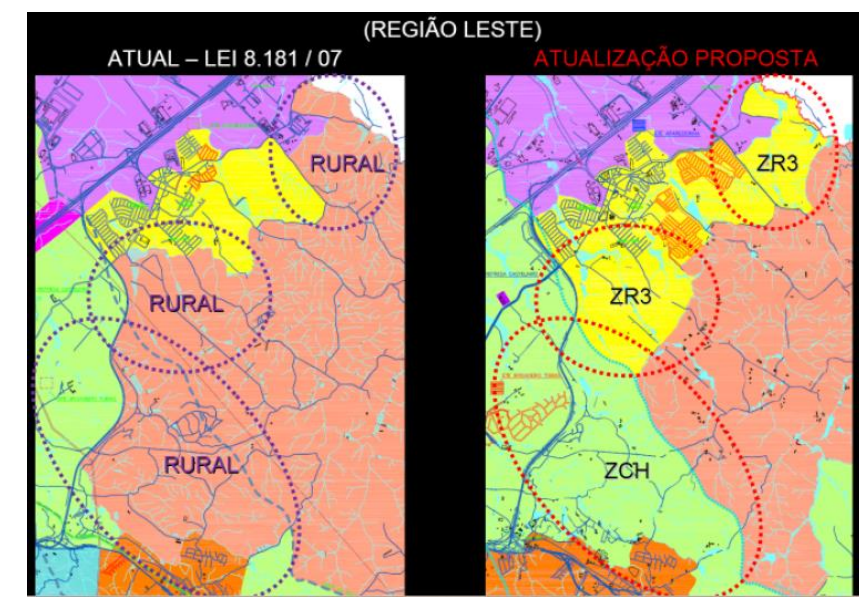 (REGIÃO LESTE)
ATUAL – LEI 8.181 / 07
ATUALIZAÇÃO PROPOSTA
RURAL
RURAL
RURAL
ZR3
ZR3
ZCH